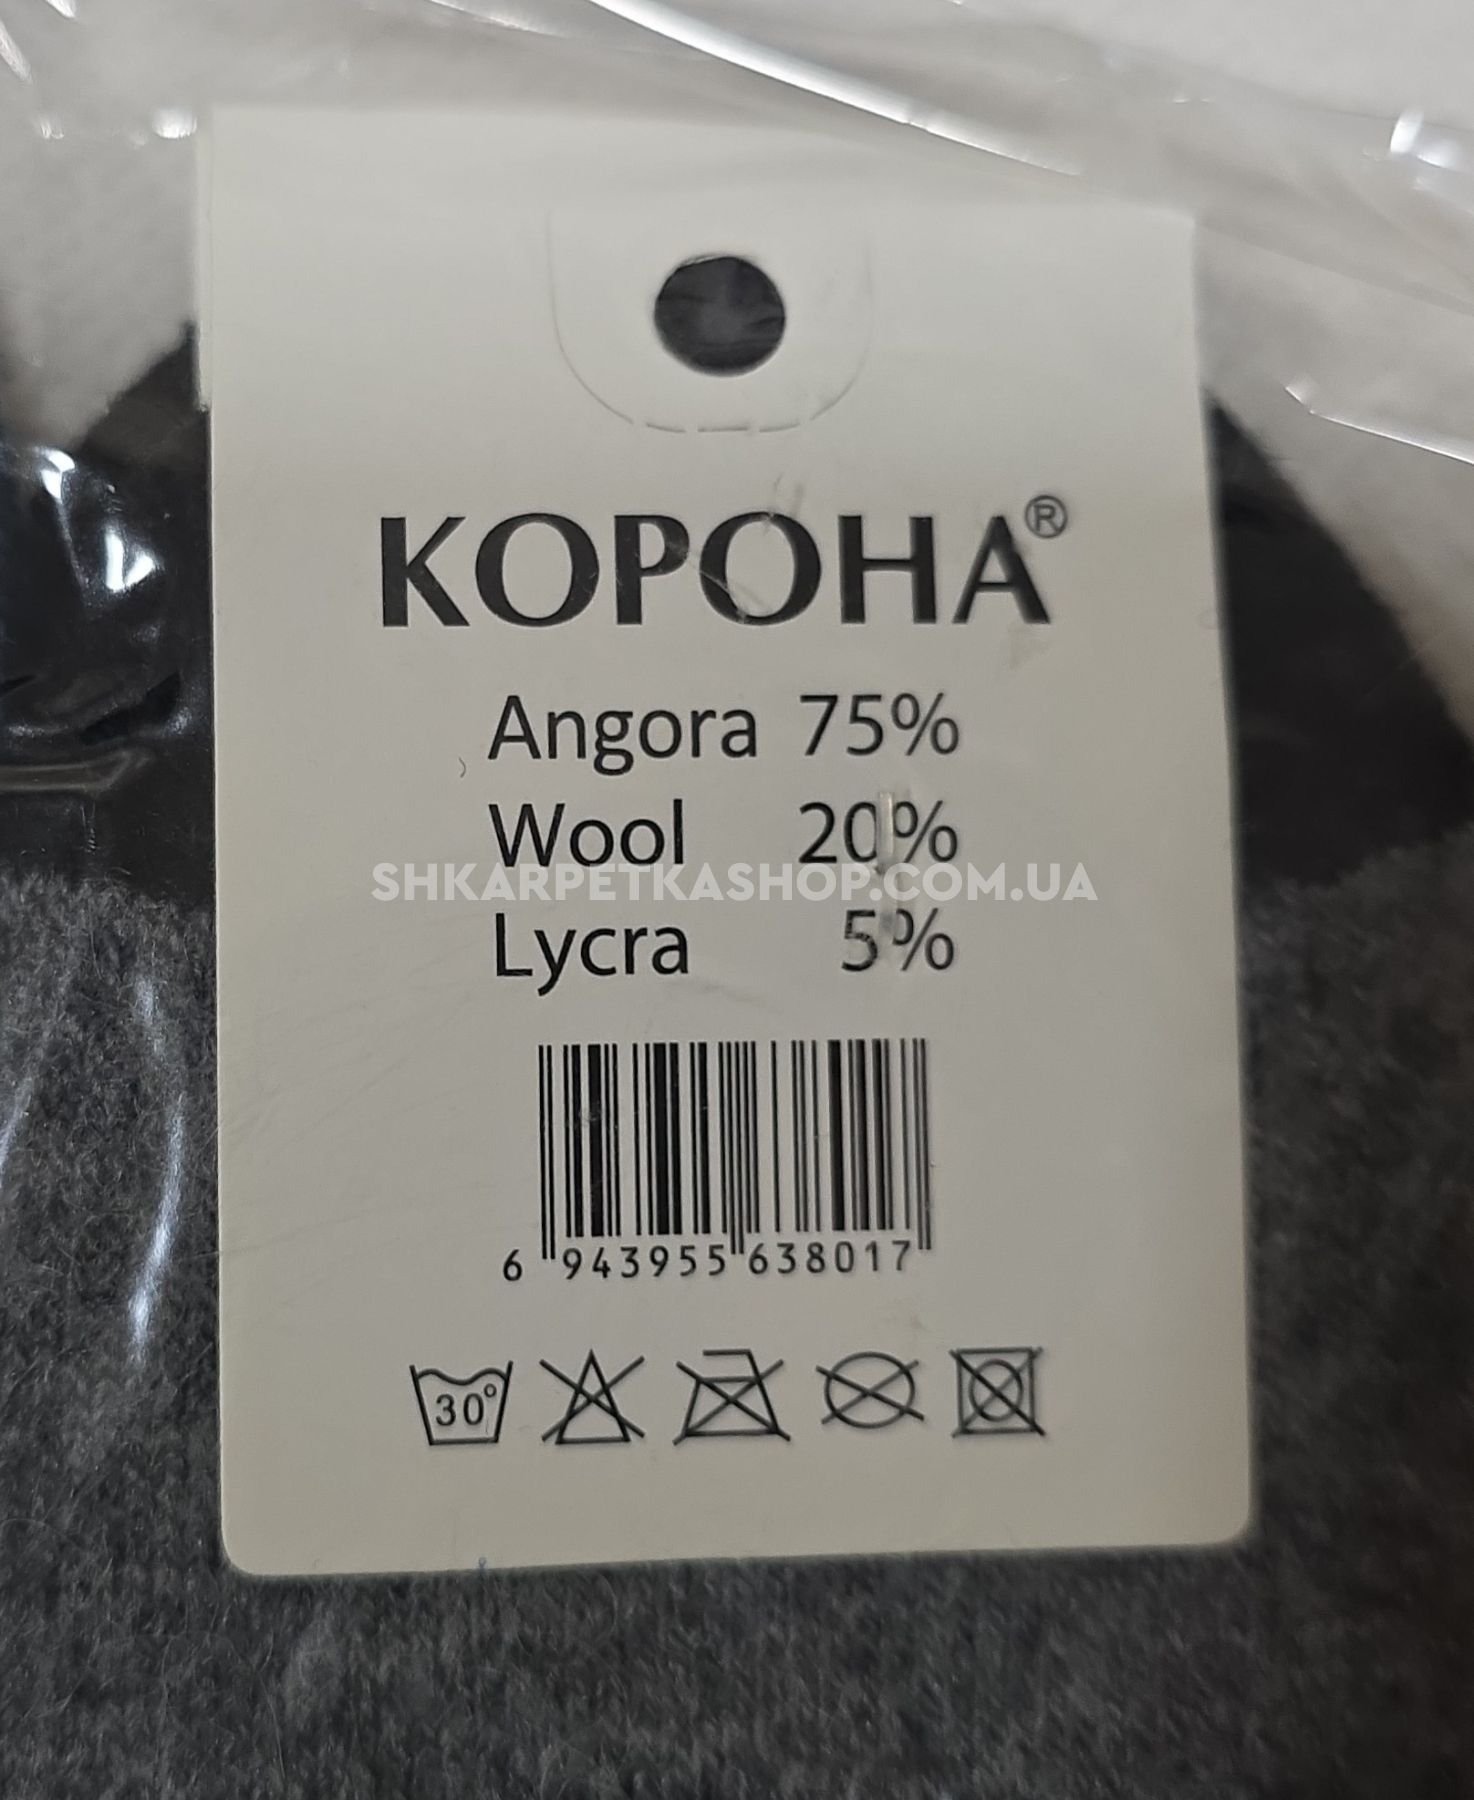 КОРОНА®
Angora 75%
Wool 20%
SHKARPETKASHOP.COM.UA
Lycra 5%
6 943955 638017
30°